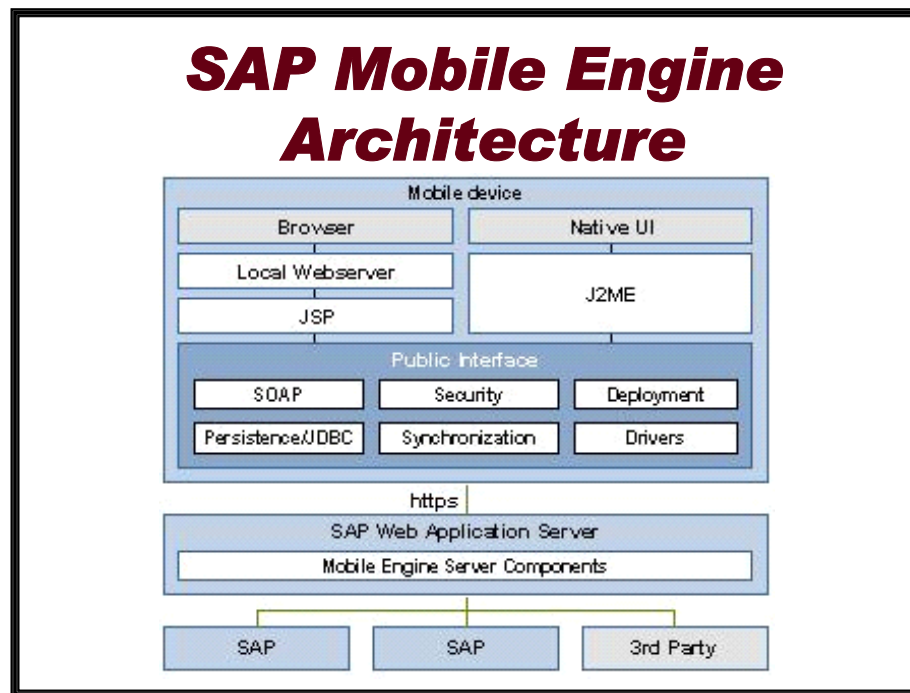 SAP Mobile Engine
Architecture
Mobile device
Browser
Native UI
Local Webserver
J2ME
JSP
Public Interface
SOAP
Security
Deployment
Persistence/JDBC
Synchronization
Drivers
https
SAP Web Application Server
Mobile Engine Server Components
SAP
SAP
3rd Party